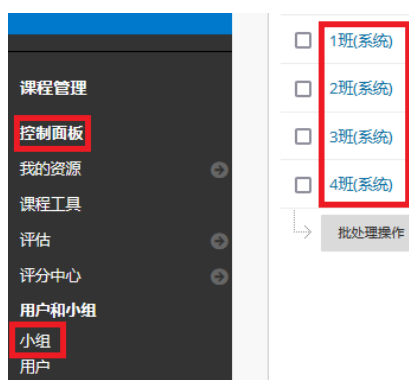 课程管理
控制面板
我的资源
课程工具
评估
评分中心
用户和小组
小组
用户
1班(系统)
2班(系统)
3班(系统)
4班(系统)
批处理操作